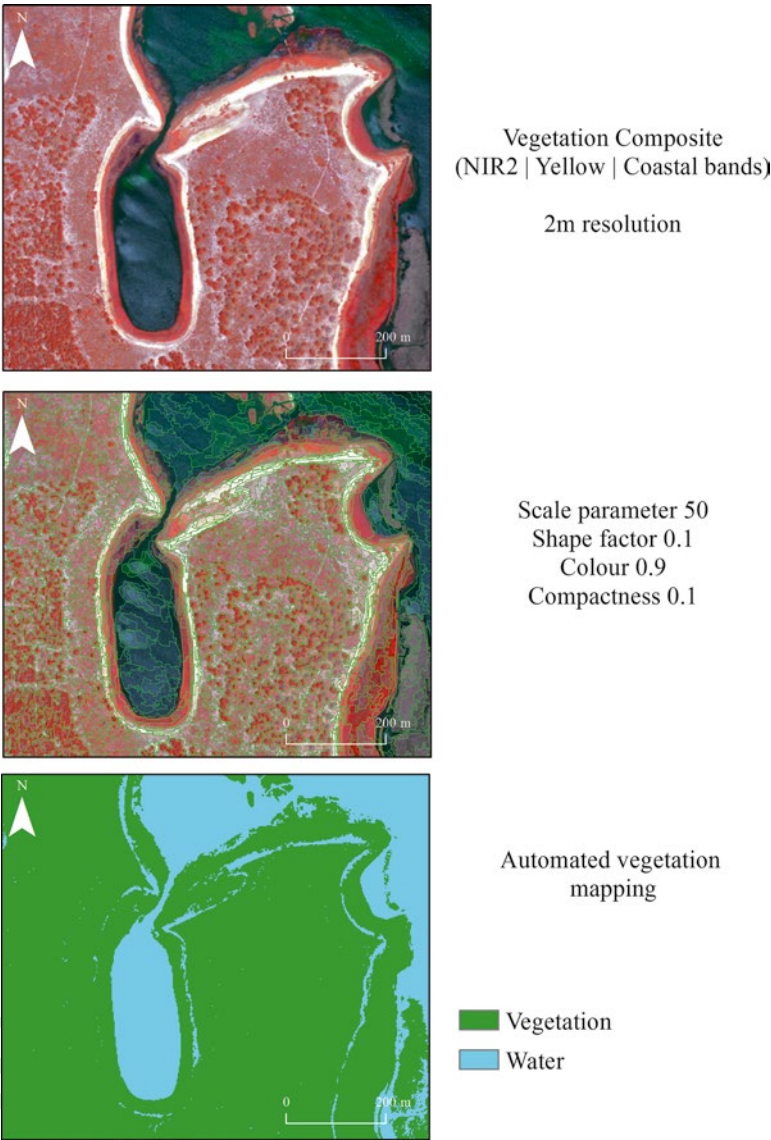 N
0 200 m
Vegetation Composite
(NIR2 | Yellow | Coastal bands)
2m resolution
N
0 200 m
Scale parameter 50
Shape factor 0.1
Colour 0.9
Compactness 0.1
N
0 200 m
Automated vegetation
mapping
Vegetation
Water